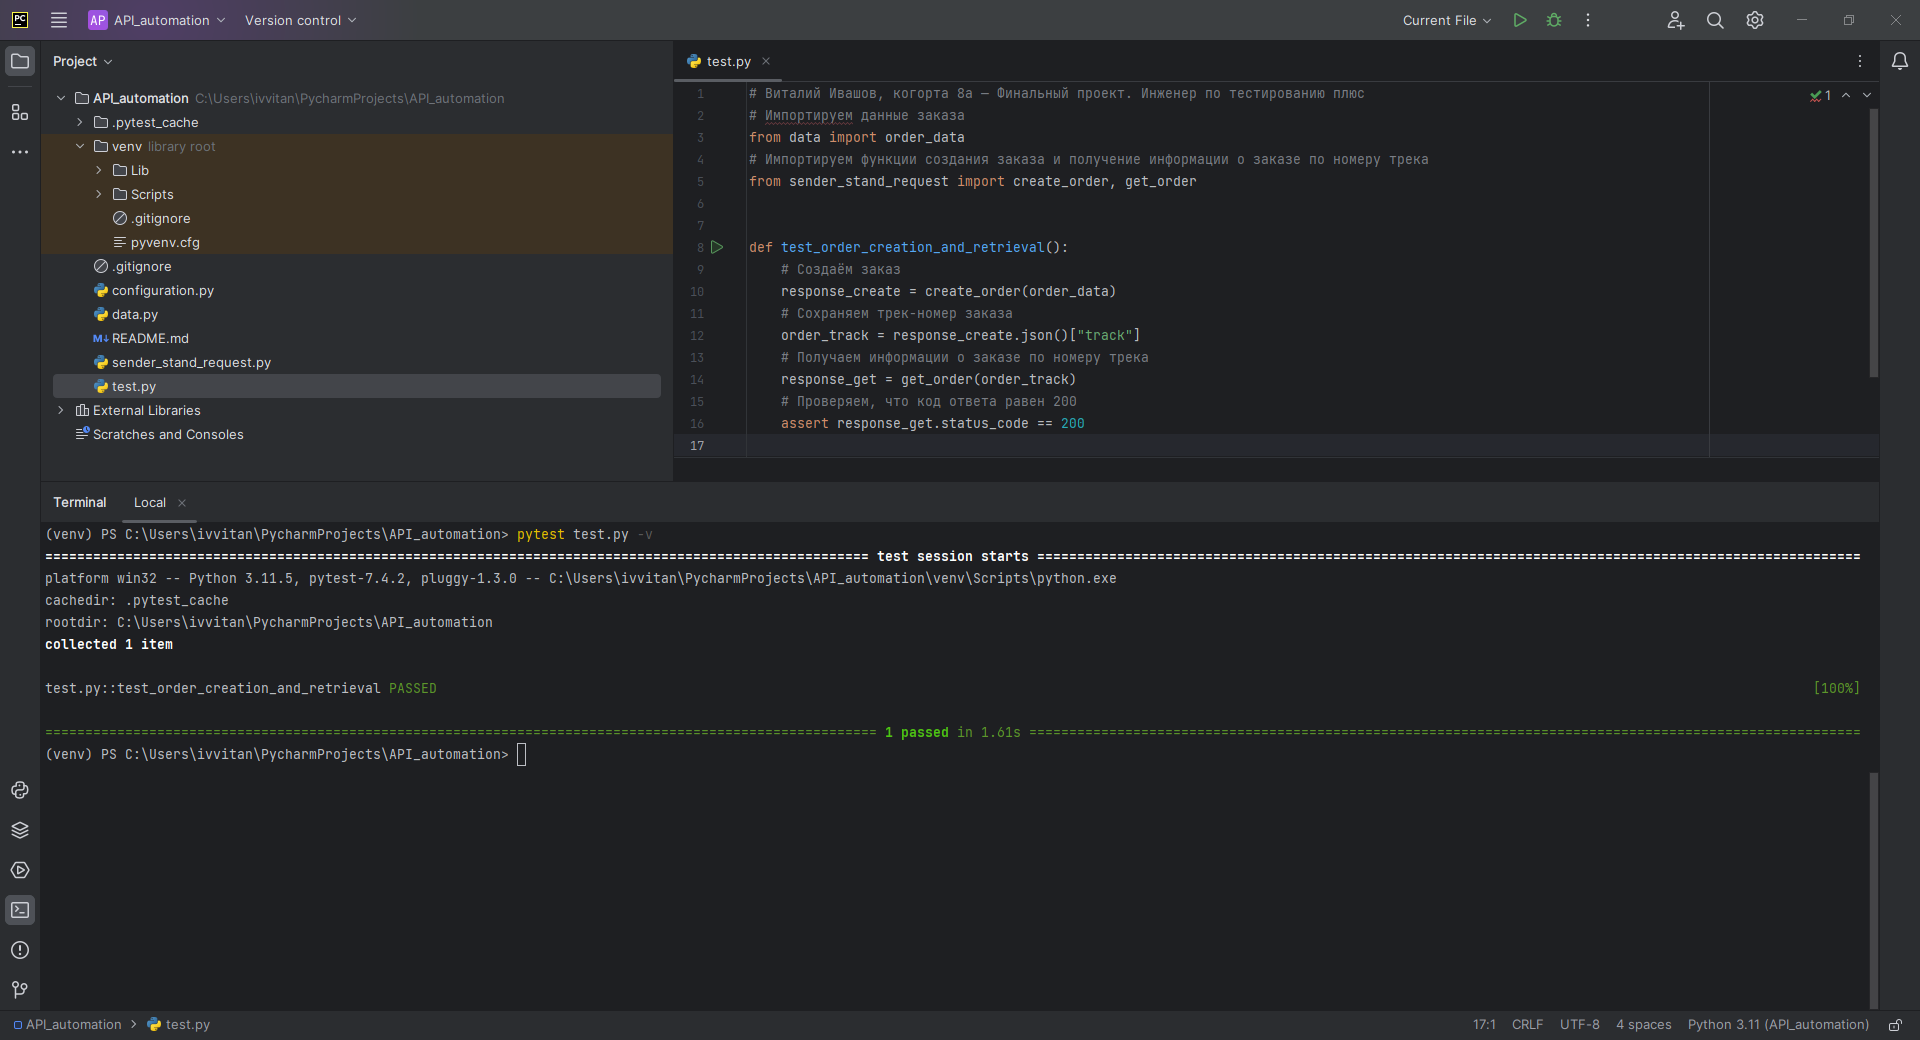 PC AP API_automation Version control Current File
Project
API_automation C:\Users\ivvitan\PycharmProjects\API_automation
.pytest_cache
venv library root
Lib
Scripts
.gitignore
pyvenv.cfg
.gitignore
configuration.py
data.py
M↓ README.md
sender_stand_request.py
test.py
External Libraries
Scratches and Consoles
test.py
1 # Виталий Ивашов, когорта 8а — Финальный проект. Инженер по тестированию плюс
1
2 # Импортируем данные заказа
3 from data import order_data
4 # Импортируем функции создания заказа и получение информации о заказе по номеру трека
5 from sender_stand_request import create_order, get_order
6
7
8 def test_order_creation_and_retrieval():
9 # Создаём заказ
10 response_create = create_order(order_data)
11 # Сохраняем трек-номер заказа
12 order_track = response_create.json()["track"]
13 # Получаем информации о заказе по номеру трека
14 response_get = get_order(order_track)
15 # Проверяем, что код ответа равен 200
16 assert response_get.status_code == 200
17
Terminal Local
(venv) PS C:\Users\ivvitan\PycharmProjects\API_automation> pytest test.py -v
======================================================================================================= test session starts =======================================================================================================
platform win32 -- Python 3.11.5, pytest-7.4.2, pluggy-1.3.0 -- C:\Users\ivvitan\PycharmProjects\API_automation\venv\Scripts\python.exe
cachedir: .pytest_cache
rootdir: C:\Users\ivvitan\PycharmProjects\API_automation
collected 1 item
test.py::test_order_creation_and_retrieval PASSED [100%]
======================================================================================================== 1 passed in 1.61s ========================================================================================================
(venv) PS C:\Users\ivvitan\PycharmProjects\API_automation>
API_automation > test.py 17:1 CRLF UTF-8 4 spaces Python 3.11 (API_automation)